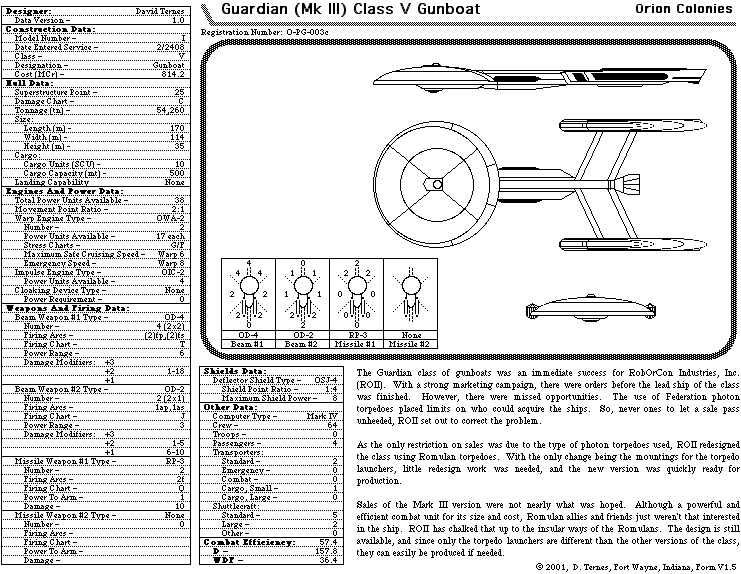 Guardian (Mk III) Class V Gunboat
Orion Colonies
Registration Number: O-PG-003c
Designer: David Ternes
Data Version - 1.0
Construction Data:
Model Number - I
Date Entered Service - 2/2408
Class - V
Designation - Gunboat
Cost (MCr) - 814.2
Hull Data:
Superstructure Point - 25
Damage Chart - C
Tonnage (tn) - 54,260
Size:
Length (m) - 170
Width (m) - 114
Height (m) - 35
Cargo:
Cargo Units (SCU) - 10
Cargo Capacity (mt) - 500
Landing Capability None
Engines And Power Data:
Total Power Units Available - 38
Movement Point Ratio - 2:1
Warp Engine Type - OWA-2
Number - 2
Power Units Available - 17 each
Stress Charts - G/F
Maximum Safe Cruising Speed - Warp 6
Emergency Speed - Warp 8
Impulse Engine Type - OIC-2
Power Units Available - 4
Cloaking Device Type - None
Power Requirement - 0
Weapons And Firing Data:
Beam Weapon #1 Type - OD-4
Number - 4 (2x2)
Firing Arcs - (2)fp,(2)fs
Firing Chart - T
Power Range - 6
Damage Modifiers: +3
+2 1-18
+1
Beam Weapon #2 Type - OD-2
Number - 2 (2x1)
Firing Arcs - 1ap,1as
Firing Chart - J
Power Range - 3
Damage Modifiers: +3
+2 1-5
+1 6-10
Missile Weapon #1 Type - RP-3
Number - 2
Firing Arcs - 2f
Firing Chart - O
Power To Arm - 1
Damage - 10
Missile Weapon #2 Type - None
Number - 0
Firing Arcs -
Firing Chart -
Power To Arm -
Damage -
4 0 2
4 4 1 1 0 0
2 2 1 1 0 0
0 2 0
OD-4 OD-2 RP-3 None
Beam #1 Beam #2 Missile #1 Missile #2
Shields Data:
Deflector Shield Type - OSJ-4
Shield Point Ratio - 1:4
Maximum Shield Power - 8
Other Data:
Computer Type - Mark IV
Crew - 64
Troops - 0
Passengers - 4
Transporters:
Standard - 2
Emergency - 0
Combat - 0
Cargo, Small - 1
Cargo, Large - 0
Shuttlecraft:
Standard - 5
Large - 2
Other - 0
Combat Efficiency: 57.4
D - 157.8
WDF - 36.4
The Guardian class of gunboats was an immediate success for RobOrCon Industries, Inc.
(ROII). With a strong marketing campaign, there were orders before the lead ship of the class
was finished. However, there were missed opportunities. The use of Federation photon
torpedoes placed limits on who could acquire the ships. So, never ones to let a sale pass
unheeded, ROII set out to correct the problem.
As the only restriction on sales was due to the type of photon torpedoes used, ROII redesigned
the class using Romulan torpedoes. With the only change being the mountings for the torpedo
launchers, little redesign work was needed, and the new version was quickly ready for
production.
Sales of the Mark III version were not nearly what was hoped. Although a powerful and
efficient combat unit for its size and cost, Romulan allies and friends just weren't that interested
in the ship. ROII has chalked that up to the insular ways of the Romulans. The design is still
available, and since only the torpedo launchers are different than the other versions of the class,
they can easily be produced if needed.
© 2001, D. Ternes, Fort Wayne, Indiana, Form V1.5